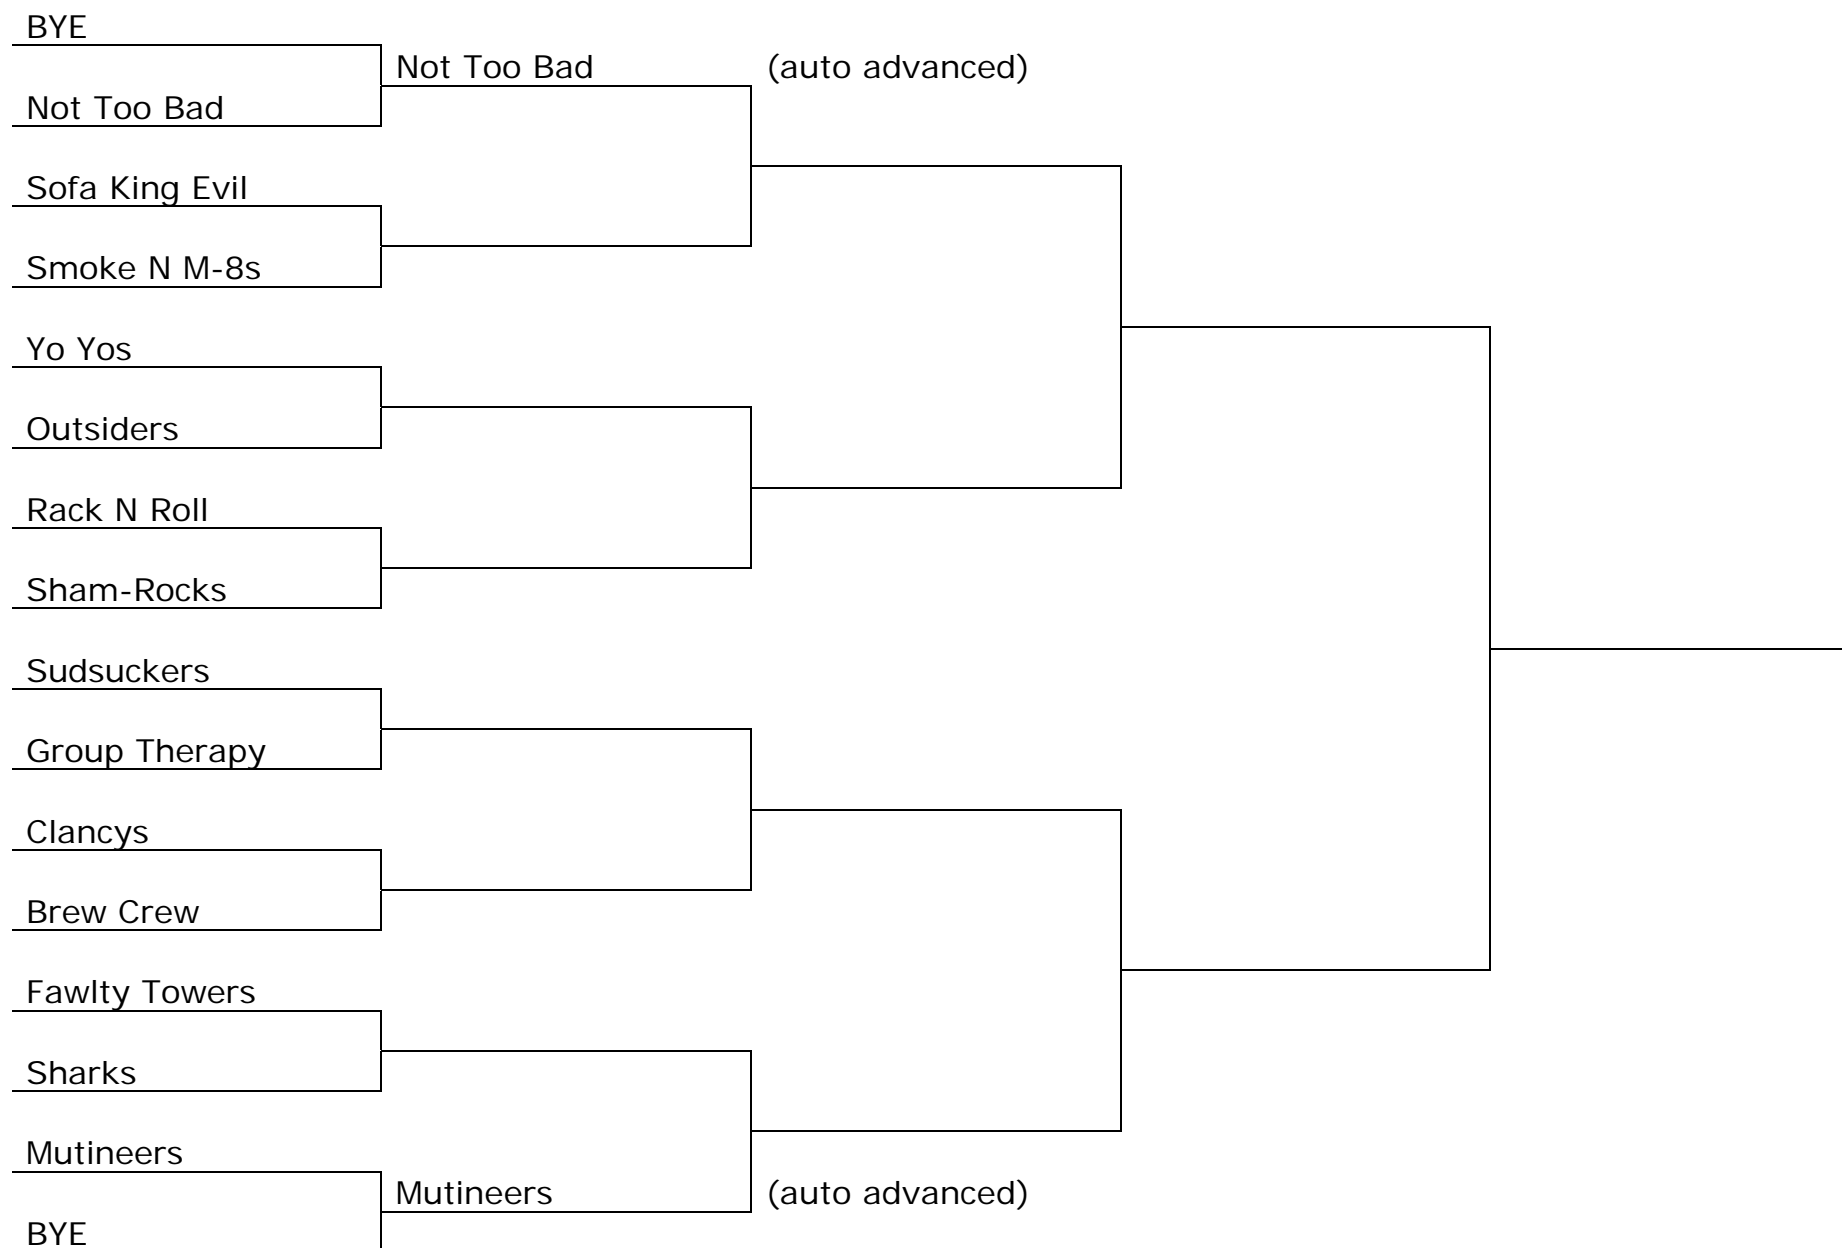 BYE
Not Too Bad (auto advanced)
Not Too Bad
Sofa King Evil
Smoke N M-8s
Yo Yos
Outsiders
Rack N Roll
Sham-Rocks
Sudsuckers
Group Therapy
Clancys
Brew Crew
Fawlty Towers
Sharks
Mutineers
Mutineers (auto advanced)
BYE